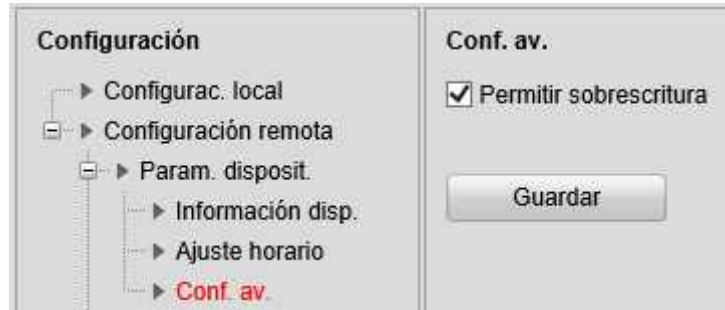 Configuración
Configurac. local
Configuración remota
Param. disposit.
Información disp.
Ajuste horario
Conf. av.
Conf. av.
Permitir sobrescritura
Guardar